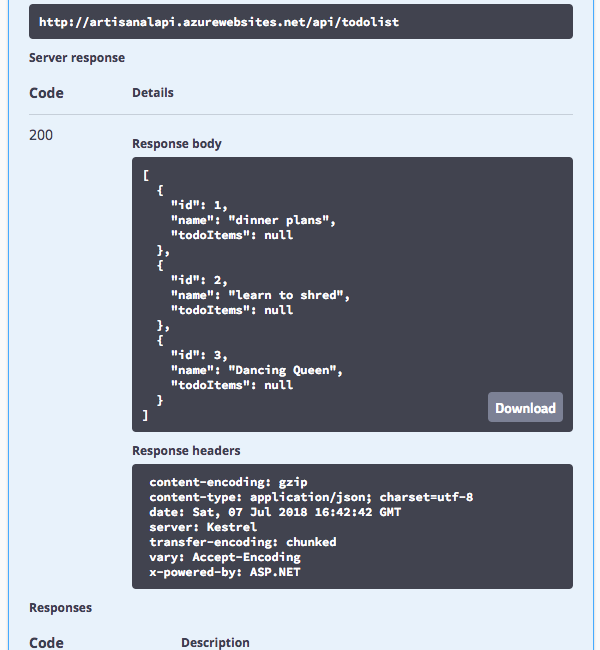 http://artisanalapi.azurewebsites.net/api/todolist
Server response
Code Details
200
Response body
[
  {
    "id": 1,
    "name": "dinner plans",
    "todoItems": null
  },
  {
    "id": 2,
    "name": "learn to shred",
    "todoItems": null
  },
  {
    "id": 3,
    "name": "Dancing Queen",
    "todoItems": null
  }
]
Download
Response headers
content-encoding: gzip
content-type: application/json; charset=utf-8
date: Sat, 07 Jul 2018 16:42:42 GMT
server: Kestrel
transfer-encoding: chunked
vary: Accept-Encoding
x-powered-by: ASP.NET
Responses
Code Description